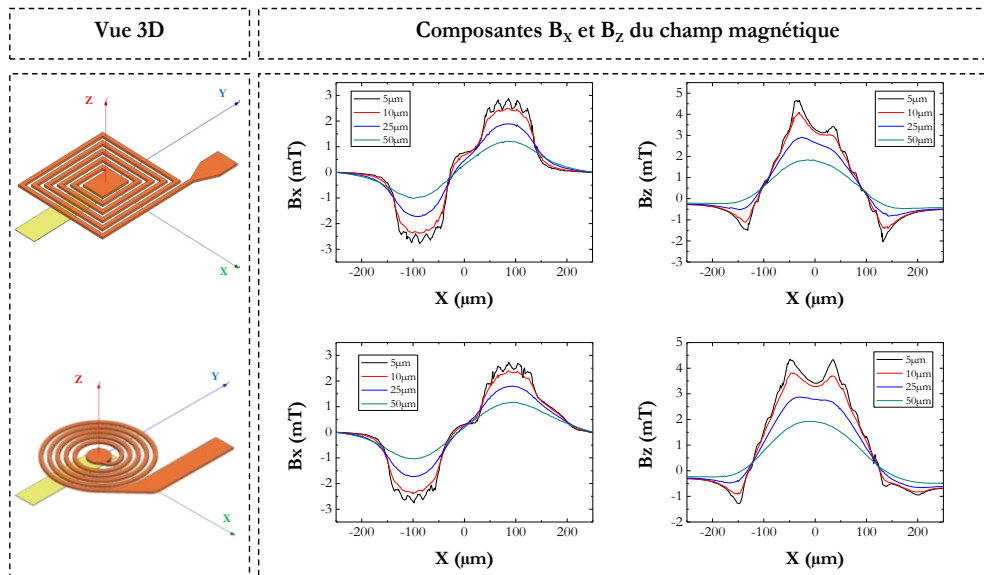 Vue 3D
Composantes BX et BZ du champ magnétique
Z
Y
X
Bx (mT)
3
2
1
0
-1
-2
-3
5µm
10µm
25µm
50µm
-200 -100 0 100 200
X (µm)
Bz (mT)
5
4
3
2
1
0
-1
-2
-3
5µm
10µm
25µm
50µm
-200 -100 0 100 200
X (µm)
Z
Y
X
Bx (mT)
3
2
1
0
-1
-2
-3
5µm
10µm
25µm
50µm
-200 -100 0 100 200
X (µm)
Bz (mT)
5
4
3
2
1
0
-1
-2
5µm
10µm
25µm
50µm
-200 -100 0 100 200
X (µm)